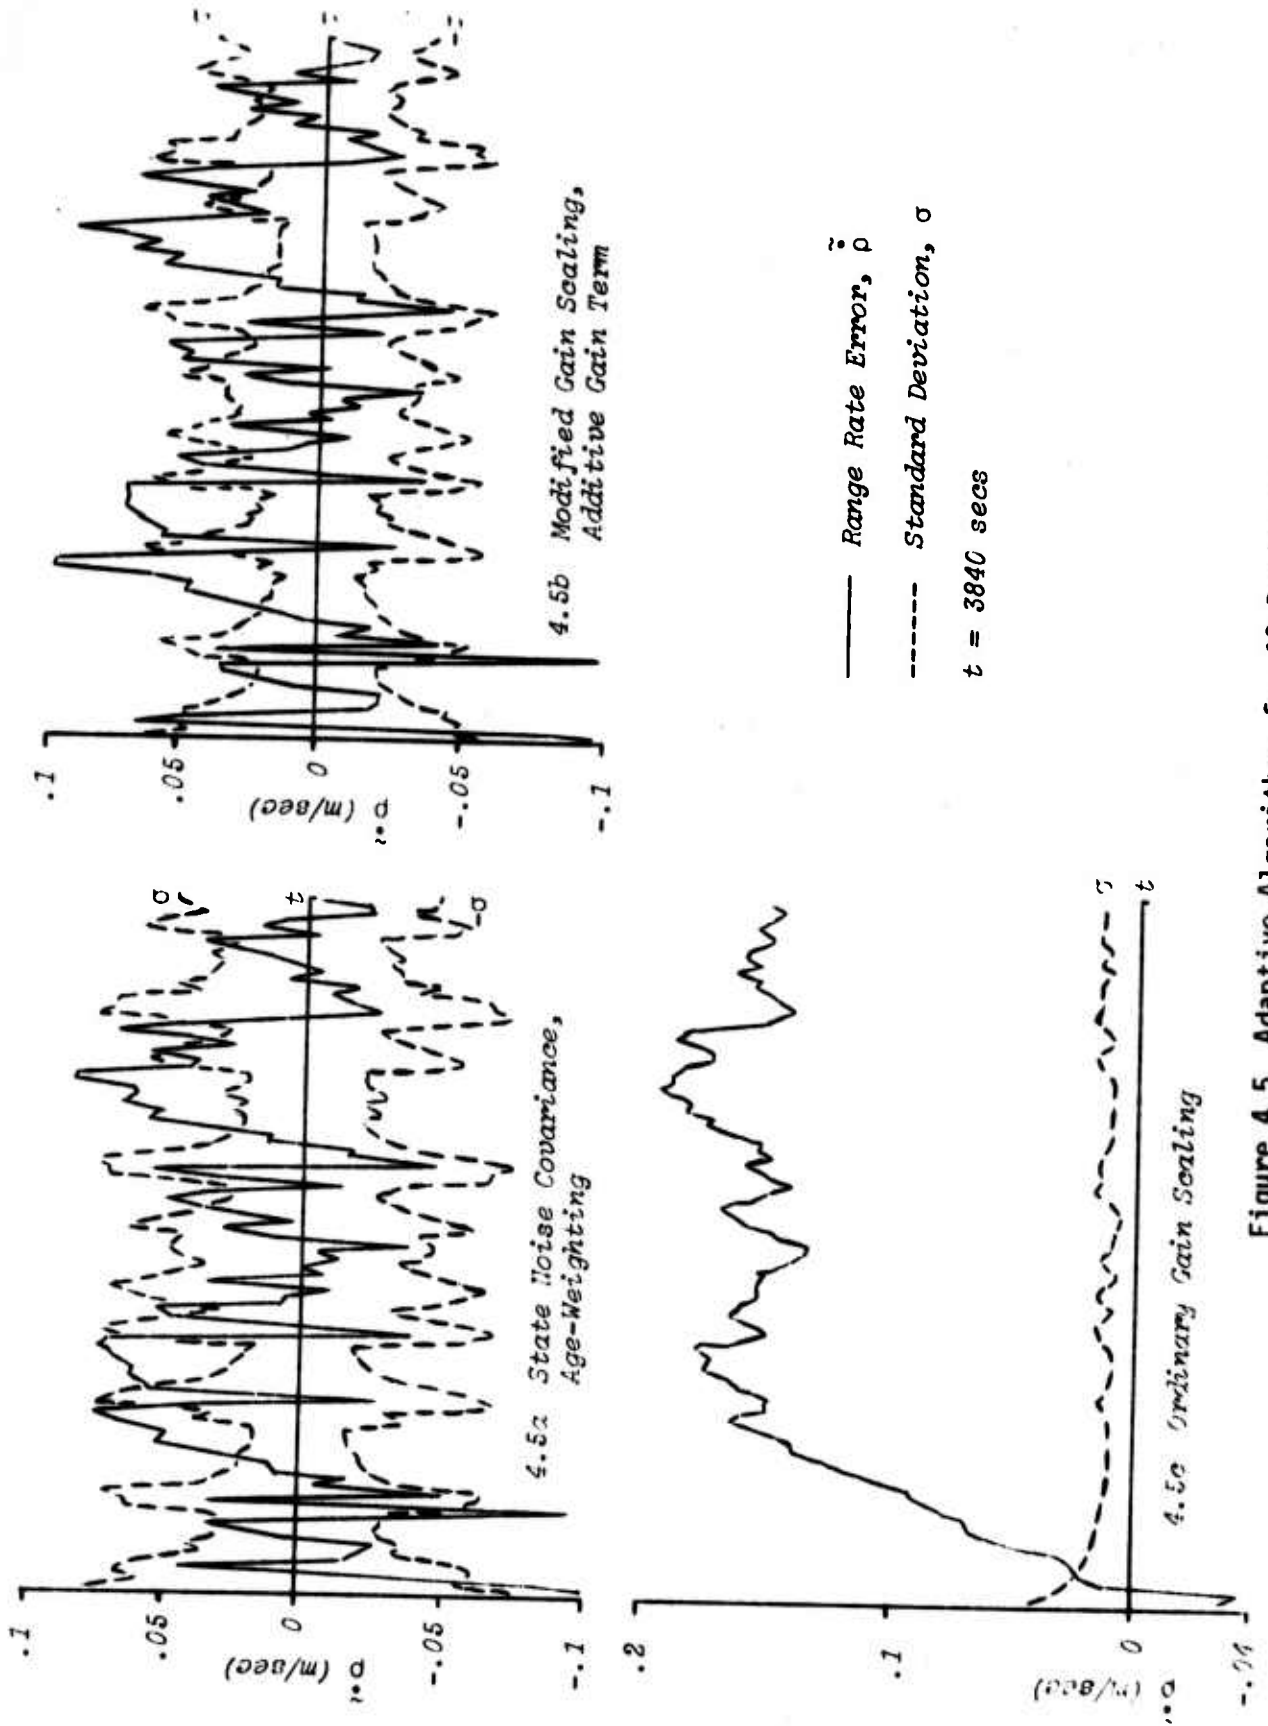 .1
.05
0
-.05
-.1
ρ̃̇ (m/sec)
σ
t
-σ
4.5a State Noise Covariance,
Age-Weighting
.1
.05
0
-.05
-.1
ρ̃̇ (m/sec)
4.5b Modified Gain Scaling,
Additive Gain Term
.2
.1
0
(m/sec)
σ
t
4.5c Ordinary Gain Scaling
Range Rate Error, ρ̃̇
Standard Deviation, σ
t = 3840 secs
Figure 4.5 Adaptive Algorithm